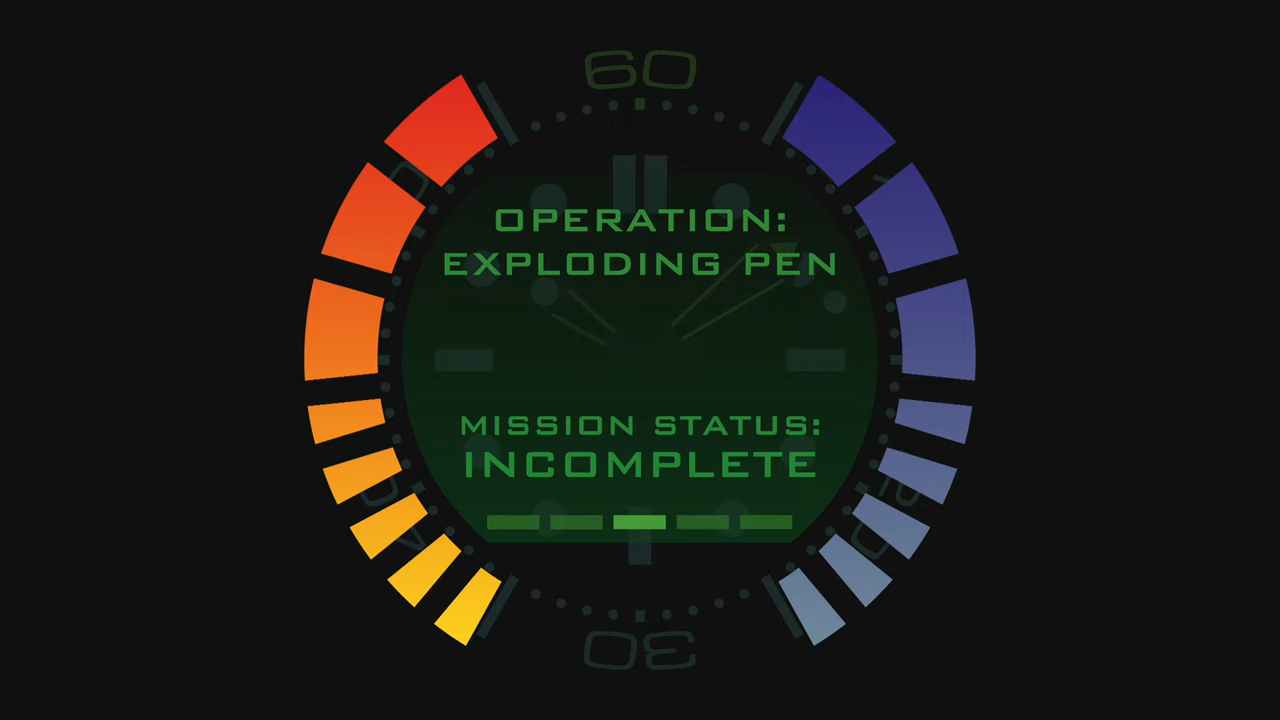 60
OPERATION:
EXPLODING PEN
MISSION STATUS:
INCOMPLETE
30